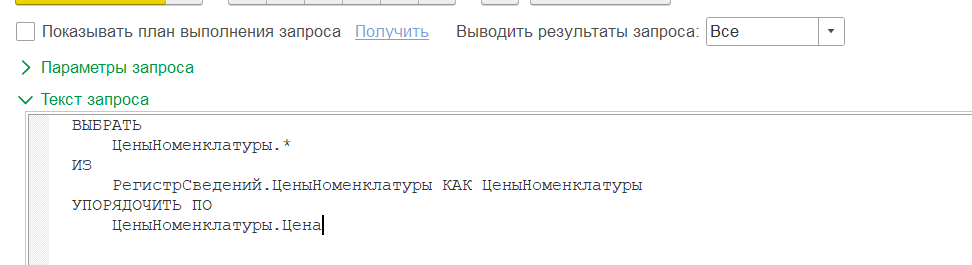 Показывать план выполнения запроса Получить Выводить результаты запроса: Все
Параметры запроса
Текст запроса
ВЫБРАТЬ
ЦеныНоменклатуры.*
ИЗ
РегистрСведений.ЦеныНоменклатуры КАК ЦеныНоменклатуры
УПОРЯДОЧИТЬ ПО
ЦеныНоменклатуры.Цена